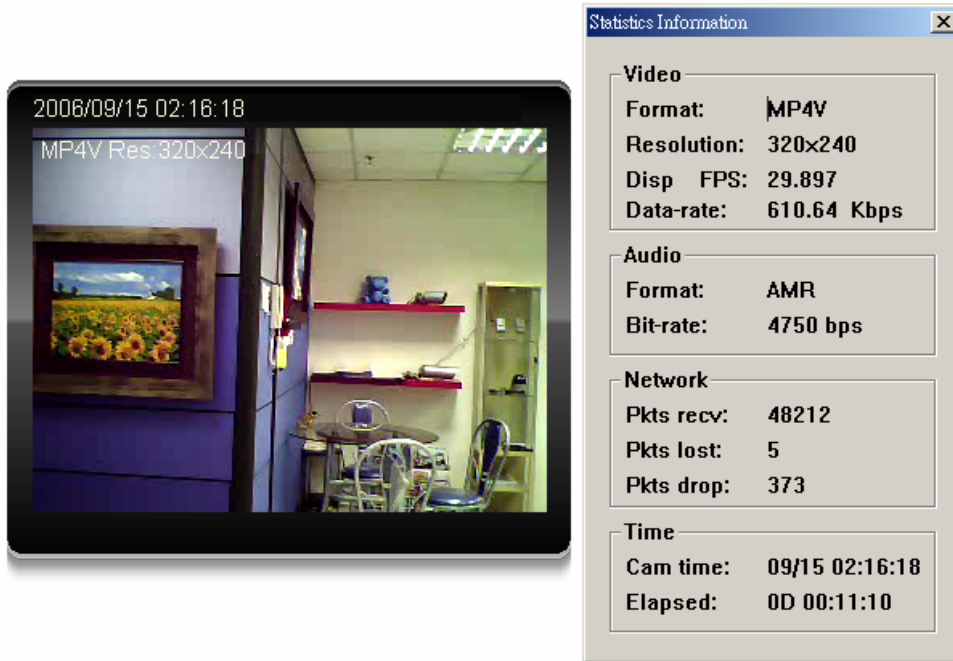 2006/09/15 02:16:18
MP4V Res:320x240
Statistics Information
Video
Format: MP4V
Resolution: 320x240
Disp FPS: 29.897
Data-rate: 610.64 Kbps
Audio
Format: AMR
Bit-rate: 4750 bps
Network
Pkts recv: 48212
Pkts lost: 5
Pkts drop: 373
Time
Cam time: 09/15 02:16:18
Elapsed: 0D 00:11:10